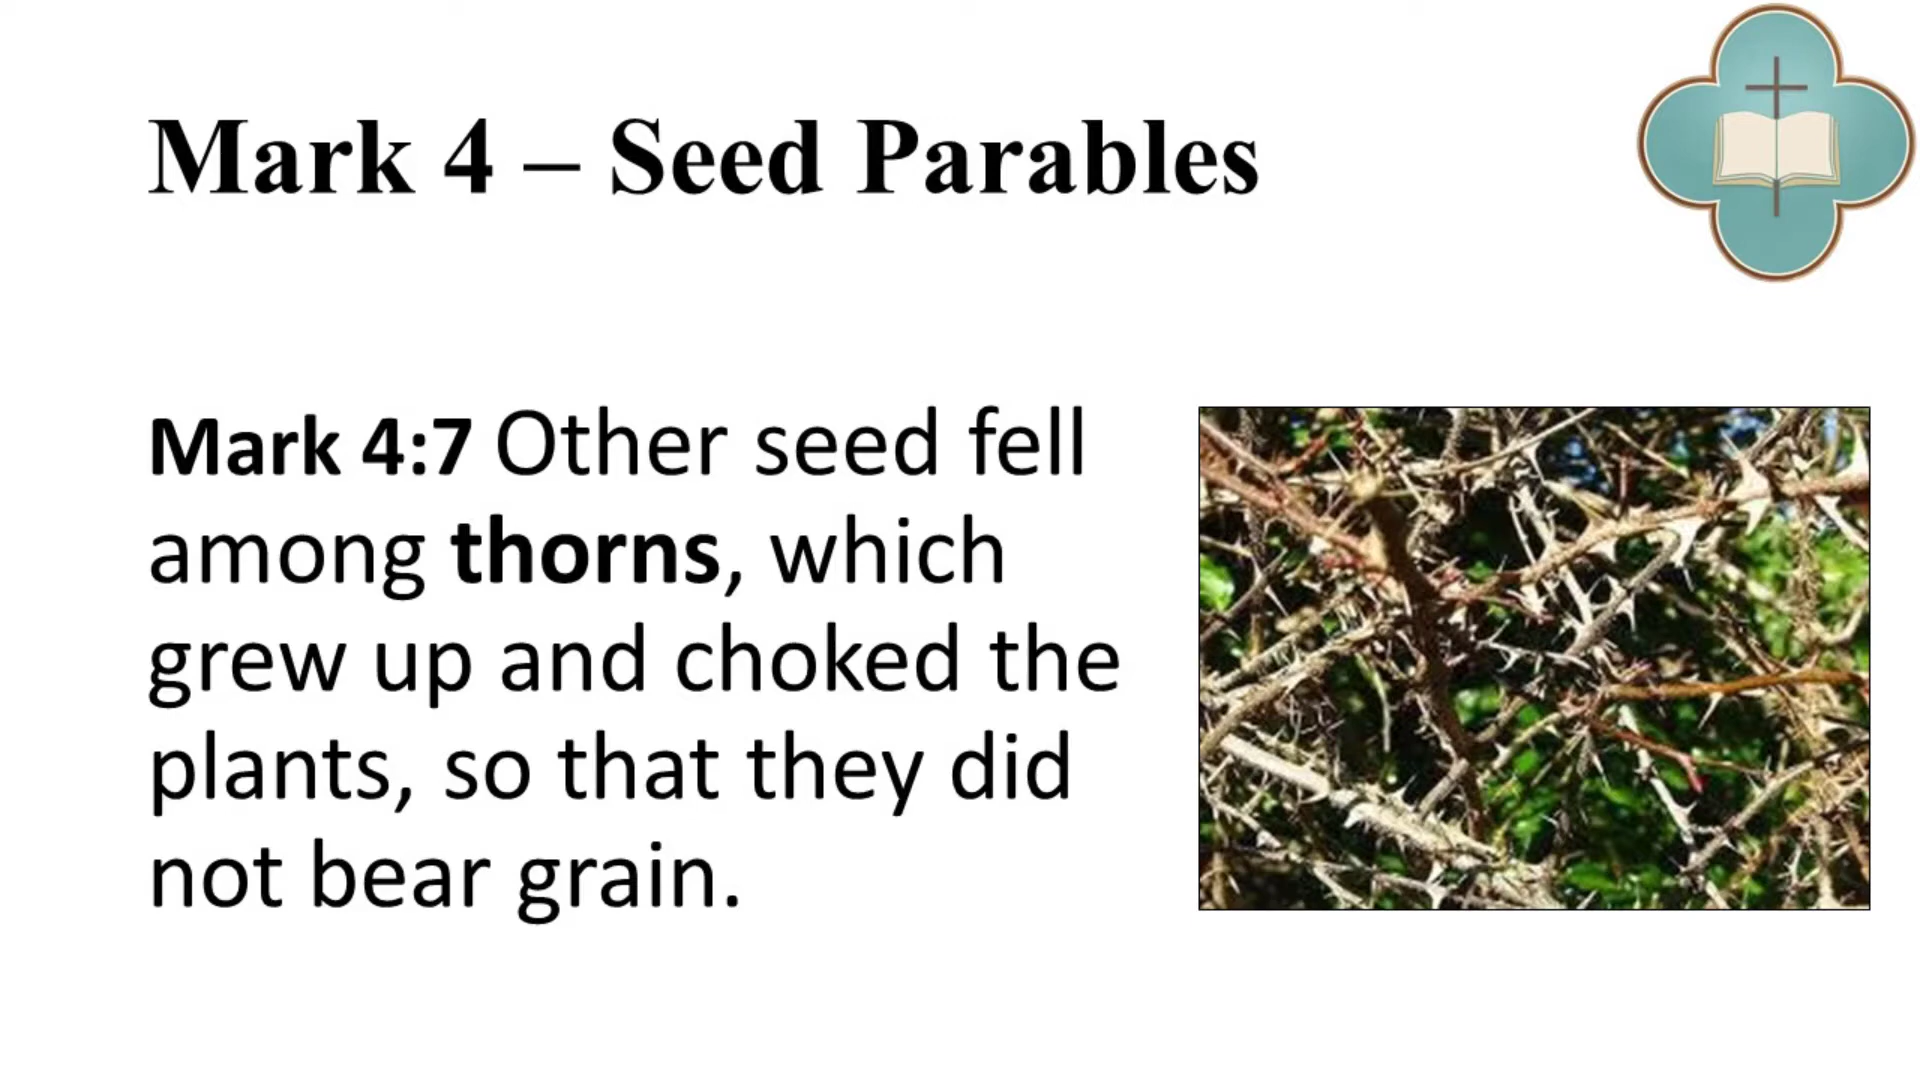 Mark 4 – Seed Parables
Mark 4:7 Other seed fell
among thorns, which
grew up and choked the
plants, so that they did
not bear grain.